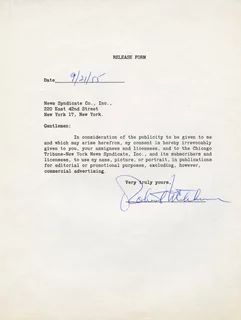 RELEASE FORM
Date 9/21/55
News Syndicate Co., Inc.,
220 East 42nd Street
New York 17, New York.
Gentlemen:
In consideration of the publicity to be given to me
and which may arise herefrom, my consent is hereby irrevocably
given to you, your assignees and licensees, and to the Chicago
Tribune-New York News Syndicate, Inc., and its subscribers and
licensees, to use my name, picture, or portrait, in publications
for editorial or promotional purposes, excluding, however,
commercial advertising.
Very truly yours,
Robert